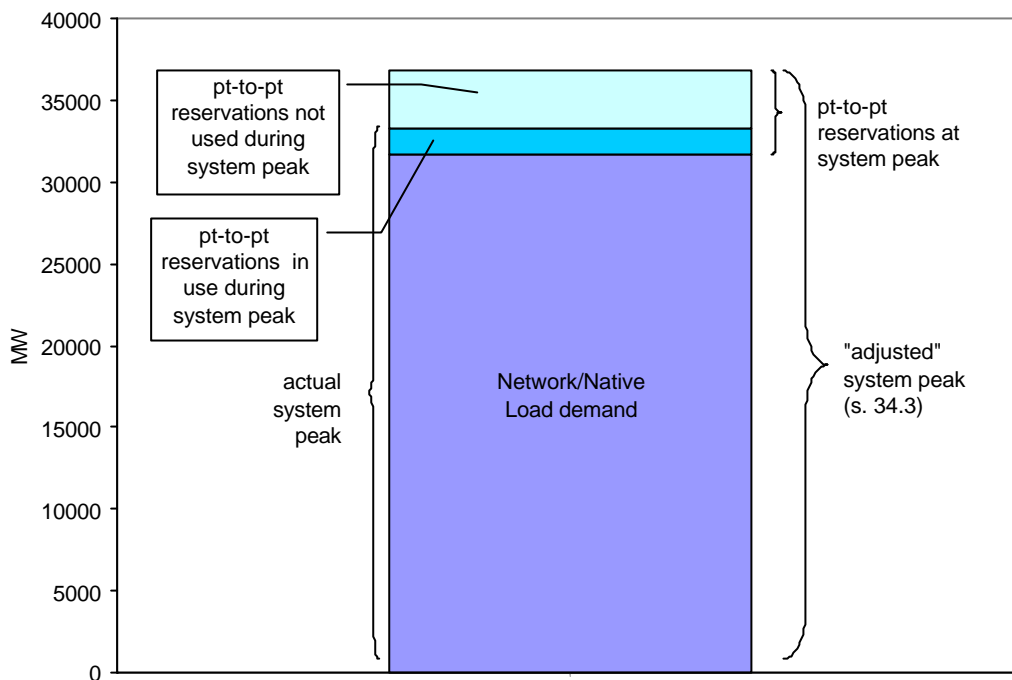 40000
35000
30000
25000
20000
15000
10000
5000
0
MW
pt-to-pt
reservations not
used during
system peak
pt-to-pt
reservations in
use during
system peak
actual
system
peak
Network/Native
Load demand
pt-to-pt
reservations at
system peak
"adjusted"
system peak
(s. 34.3)